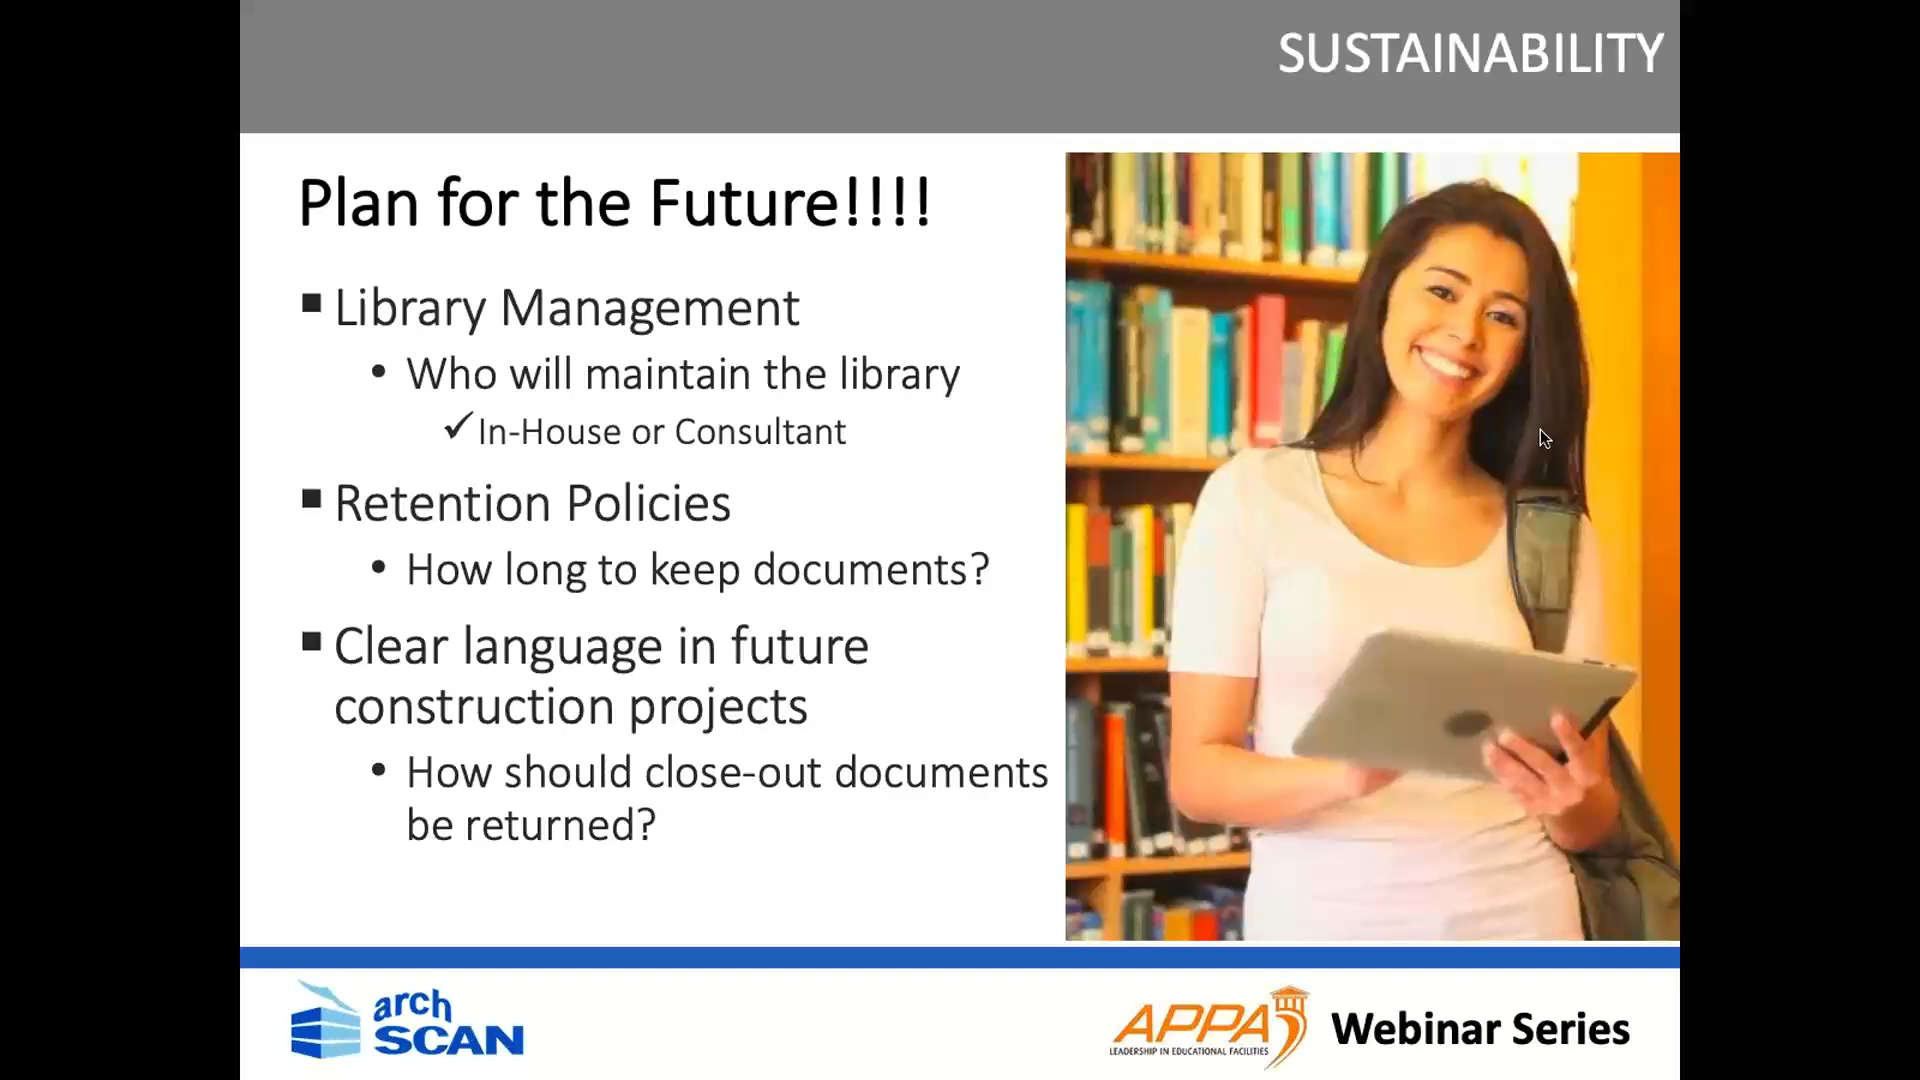 SUSTAINABILITY
Plan for the Future!!!!
▪ Library Management
• Who will maintain the library
✓ In-House or Consultant
▪ Retention Policies
• How long to keep documents?
▪ Clear language in future
construction projects
• How should close-out documents
be returned?
arch
SCAN
APPA
LEADERSHIP IN EDUCATIONAL FACILITIES
Webinar Series